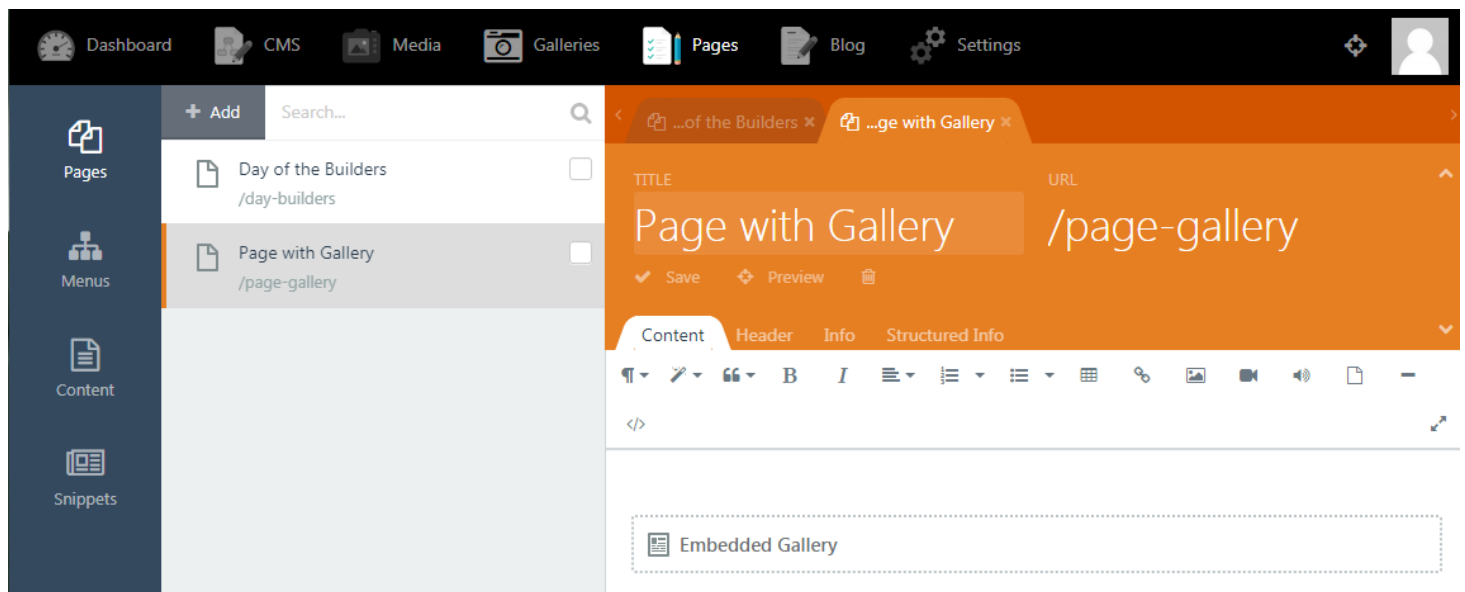 Dashboard CMS Media Galleries Pages Blog Settings
Pages
Menus
Content
Snippets
+ Add Search...
Day of the Builders
/day-builders
Page with Gallery
/page-gallery
...of the Builders × ...ge with Gallery ×
TITLE URL
Page with Gallery /page-gallery
Save Preview
Content Header Info Structured Info
B I
</>
Embedded Gallery